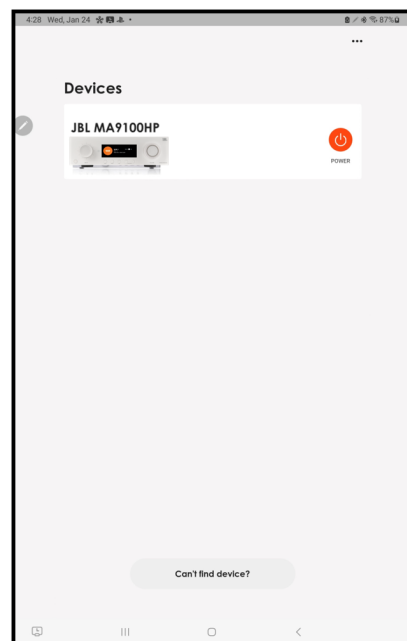 4:28 Wed, Jan 24
87%
Devices
JBL MA9100HP
POWER
Can't find device?